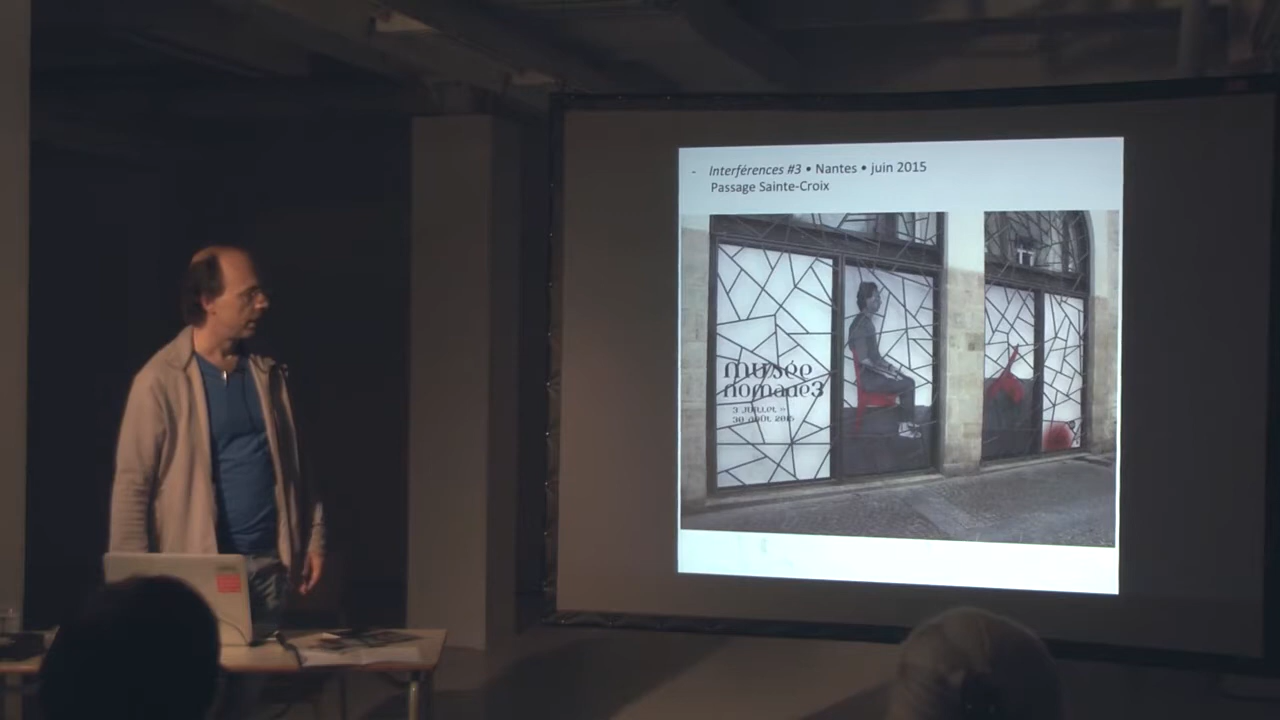 - Interférences #3 • Nantes • juin 2015
Passage Sainte-Croix
musée
nomade3
3 juillet –
30 août 2015